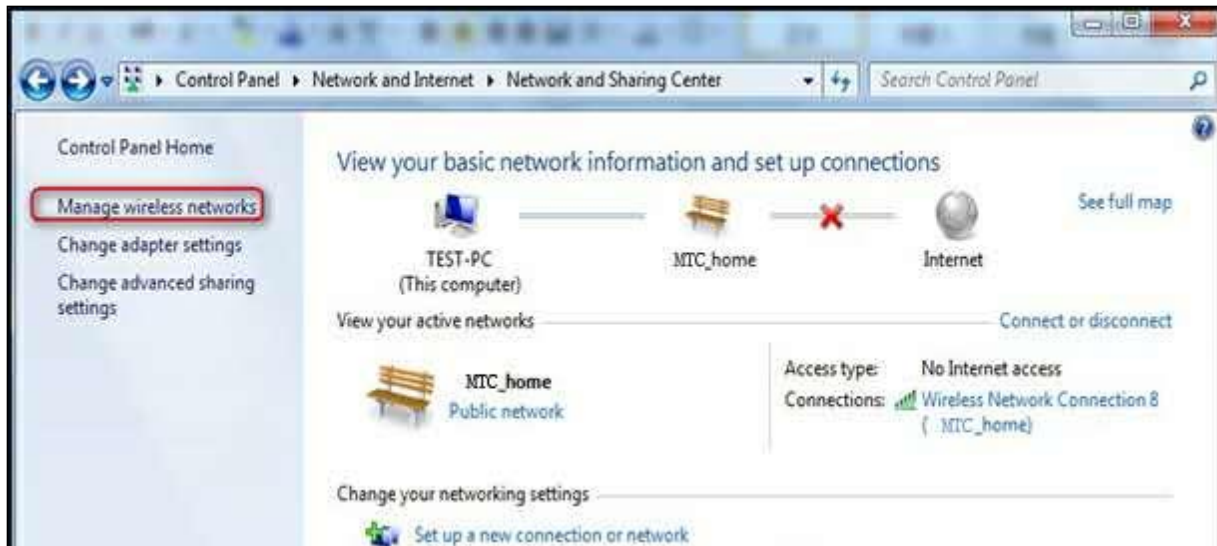 Control Panel ▸ Network and Internet ▸ Network and Sharing Center
Search Control Panel
Control Panel Home
Manage wireless networks
Change adapter settings
Change advanced sharing
settings
View your basic network information and set up connections
See full map
TEST-PC
(This computer)
MTC_home
Internet
View your active networks
Connect or disconnect
MTC_home
Public network
Access type: No Internet access
Connections: Wireless Network Connection 8
( MTC_home)
Change your networking settings
Set up a new connection or network